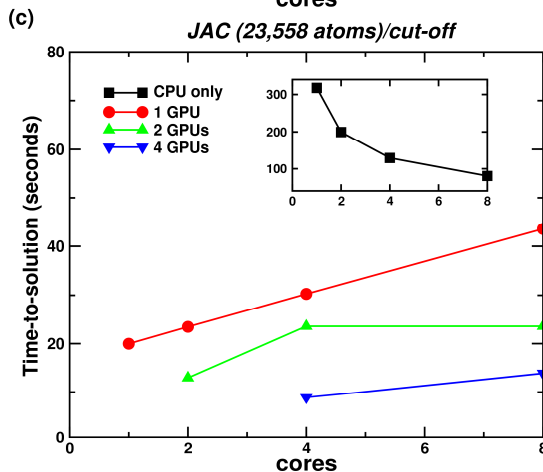 cores
(c)
JAC (23,558 atoms)/cut-off
80
60
40
20
0
Time-to-solution (seconds)
CPU only
1 GPU
2 GPUs
4 GPUs
300
200
100
0 2 4 6 8
0 2 4 6 8
cores